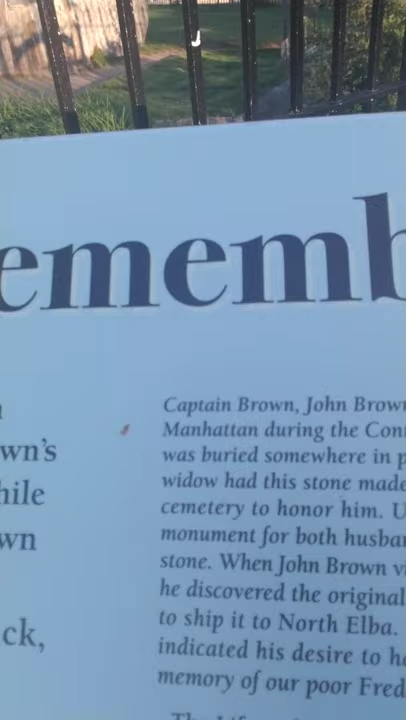 ememb
wn's
hile
wn
ck,
Captain Brown, John Brow
Manhattan during the Con
was buried somewhere in p
widow had this stone made
cemetery to honor him. U
monument for both husba
stone. When John Brown v
he discovered the original
to ship it to North Elba.
indicated his desire to h
memory of our poor Fred